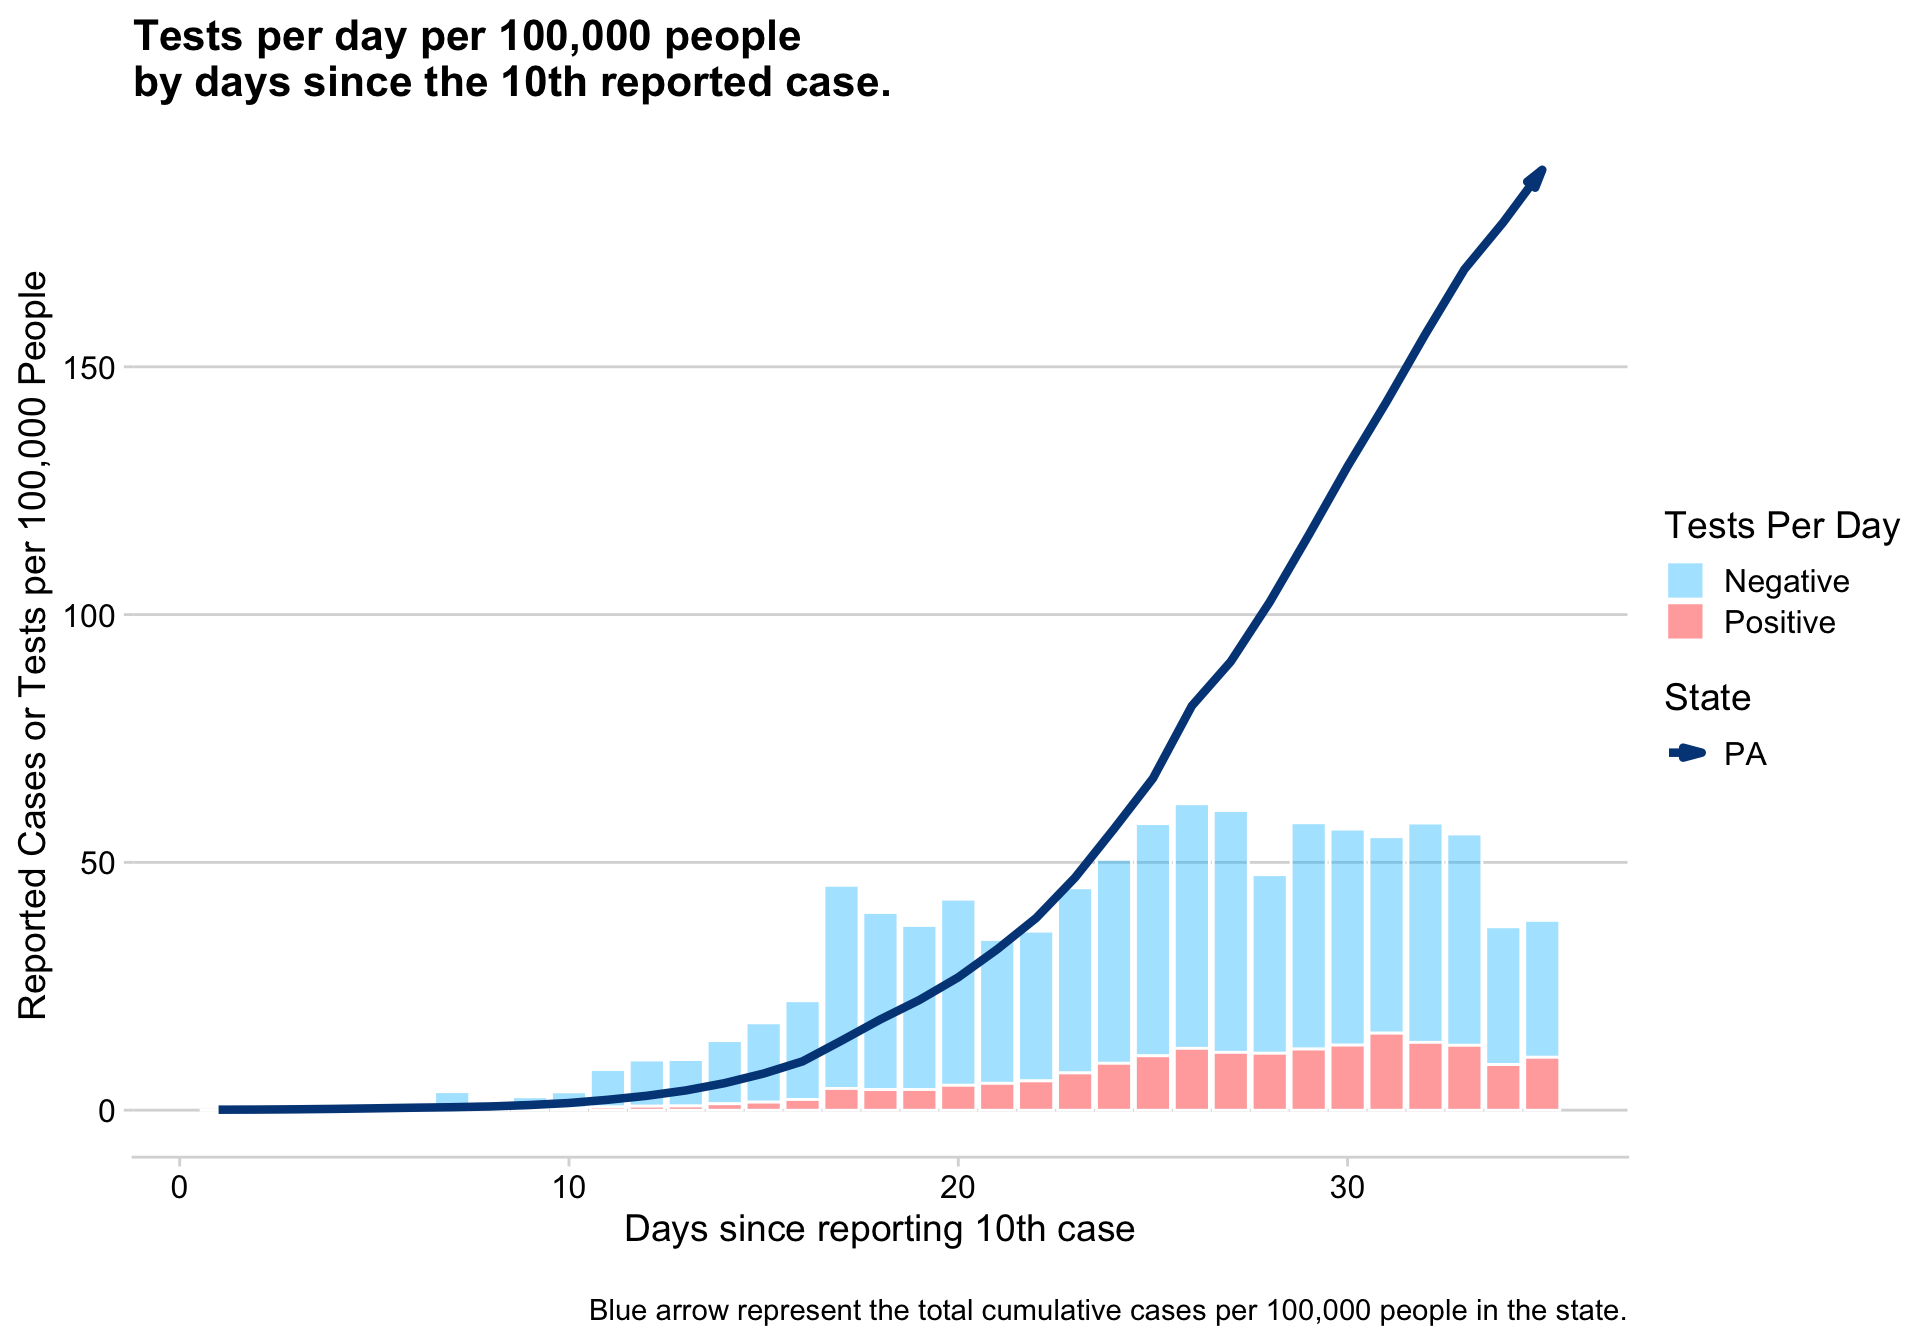 Tests per day per 100,000 people
by days since the 10th reported case.
Reported Cases or Tests per 100,000 People
150
100
50
0
0
10
20
30
Days since reporting 10th case
Tests Per Day
Negative
Positive
State
PA
Blue arrow represent the total cumulative cases per 100,000 people in the state.